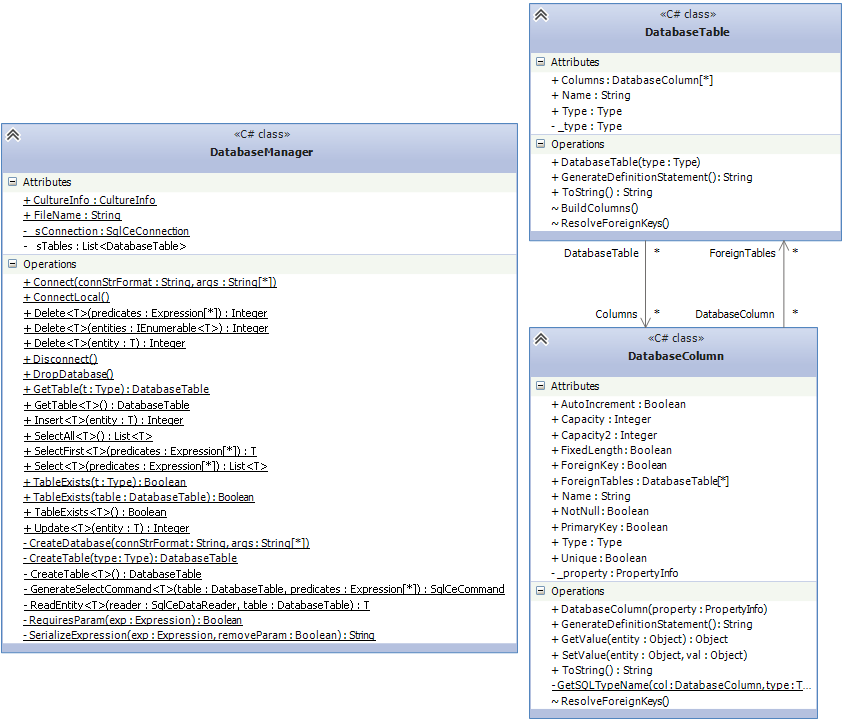 «C# class»
DatabaseManager
Attributes
+ CultureInfo : CultureInfo
+ FileName : String
- _sConnection : SqlCeConnection
- _sTables : List<DatabaseTable>
Operations
+ Connect(connStrFormat : String, args : String[*])
+ ConnectLocal()
+ Delete<T>(predicates : Expression[*]) : Integer
+ Delete<T>(entities : IEnumerable<T>) : Integer
+ Delete<T>(entity : T) : Integer
+ Disconnect()
+ DropDatabase()
+ GetTable(t : Type) : DatabaseTable
+ GetTable<T>() : DatabaseTable
+ Insert<T>(entity : T) : Integer
+ SelectAll<T>() : List<T>
+ SelectFirst<T>(predicates : Expression[*]) : T
+ Select<T>(predicates : Expression[*]) : List<T>
+ TableExists(t : Type) : Boolean
+ TableExists(table : DatabaseTable) : Boolean
+ TableExists<T>() : Boolean
+ Update<T>(entity : T) : Integer
- CreateDatabase(connStrFormat : String, args : String[*])
- CreateTable(type : Type) : DatabaseTable
- CreateTable<T>() : DatabaseTable
- GenerateSelectCommand<T>(table : DatabaseTable, predicates : Expression[*]) : SqlCeCommand
- ReadEntity<T>(reader : SqlCeDataReader, table : DatabaseTable) : T
- RequiresParam(exp : Expression) : Boolean
- SerializeExpression(exp : Expression, removeParam : Boolean) : String
«C# class»
DatabaseTable
Attributes
+ Columns : DatabaseColumn[*]
+ Name : String
+ Type : Type
- _type : Type
Operations
+ DatabaseTable(type : Type)
+ GenerateDefinitionStatement() : String
+ ToString() : String
~ BuildColumns()
~ ResolveForeignKeys()
DatabaseTable * ForeignTables *
Columns * DatabaseColumn *
«C# class»
DatabaseColumn
Attributes
+ AutoIncrement : Boolean
+ Capacity : Integer
+ Capacity2 : Integer
+ FixedLength : Boolean
+ ForeignKey : Boolean
+ ForeignTables : DatabaseTable[*]
+ Name : String
+ NotNull : Boolean
+ PrimaryKey : Boolean
+ Type : Type
+ Unique : Boolean
- _property : PropertyInfo
Operations
+ DatabaseColumn(property : PropertyInfo)
+ GenerateDefinitionStatement() : String
+ GetValue(entity : Object) : Object
+ SetValue(entity : Object, val : Object)
+ ToString() : String
- GetSQLTypeName(col : DatabaseColumn, type : T...
~ ResolveForeignKeys()